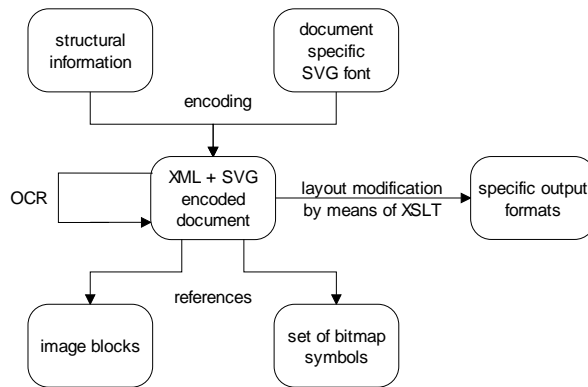 structural
information
document
specific
SVG font
encoding
OCR
XML + SVG
encoded
document
layout modification
by means of XSLT
specific output
formats
references
image blocks
set of bitmap
symbols